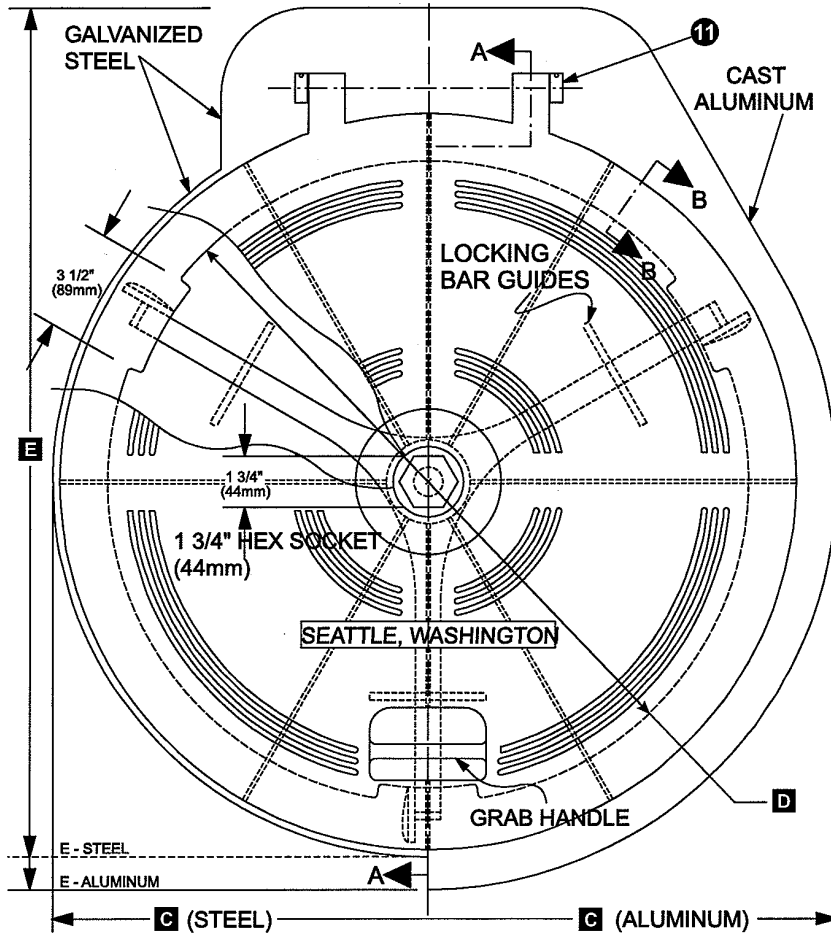 GALVANIZED
STEEL
A
11
CAST
ALUMINUM
B
B
LOCKING
BAR GUIDES
3 1/2"
(89mm)
E
1 3/4"
(44mm)
1 3/4" HEX SOCKET
(44mm)
SEATTLE, WASHINGTON
D
GRAB HANDLE
E - STEEL
A
E - ALUMINUM
C (STEEL)
C (ALUMINUM)